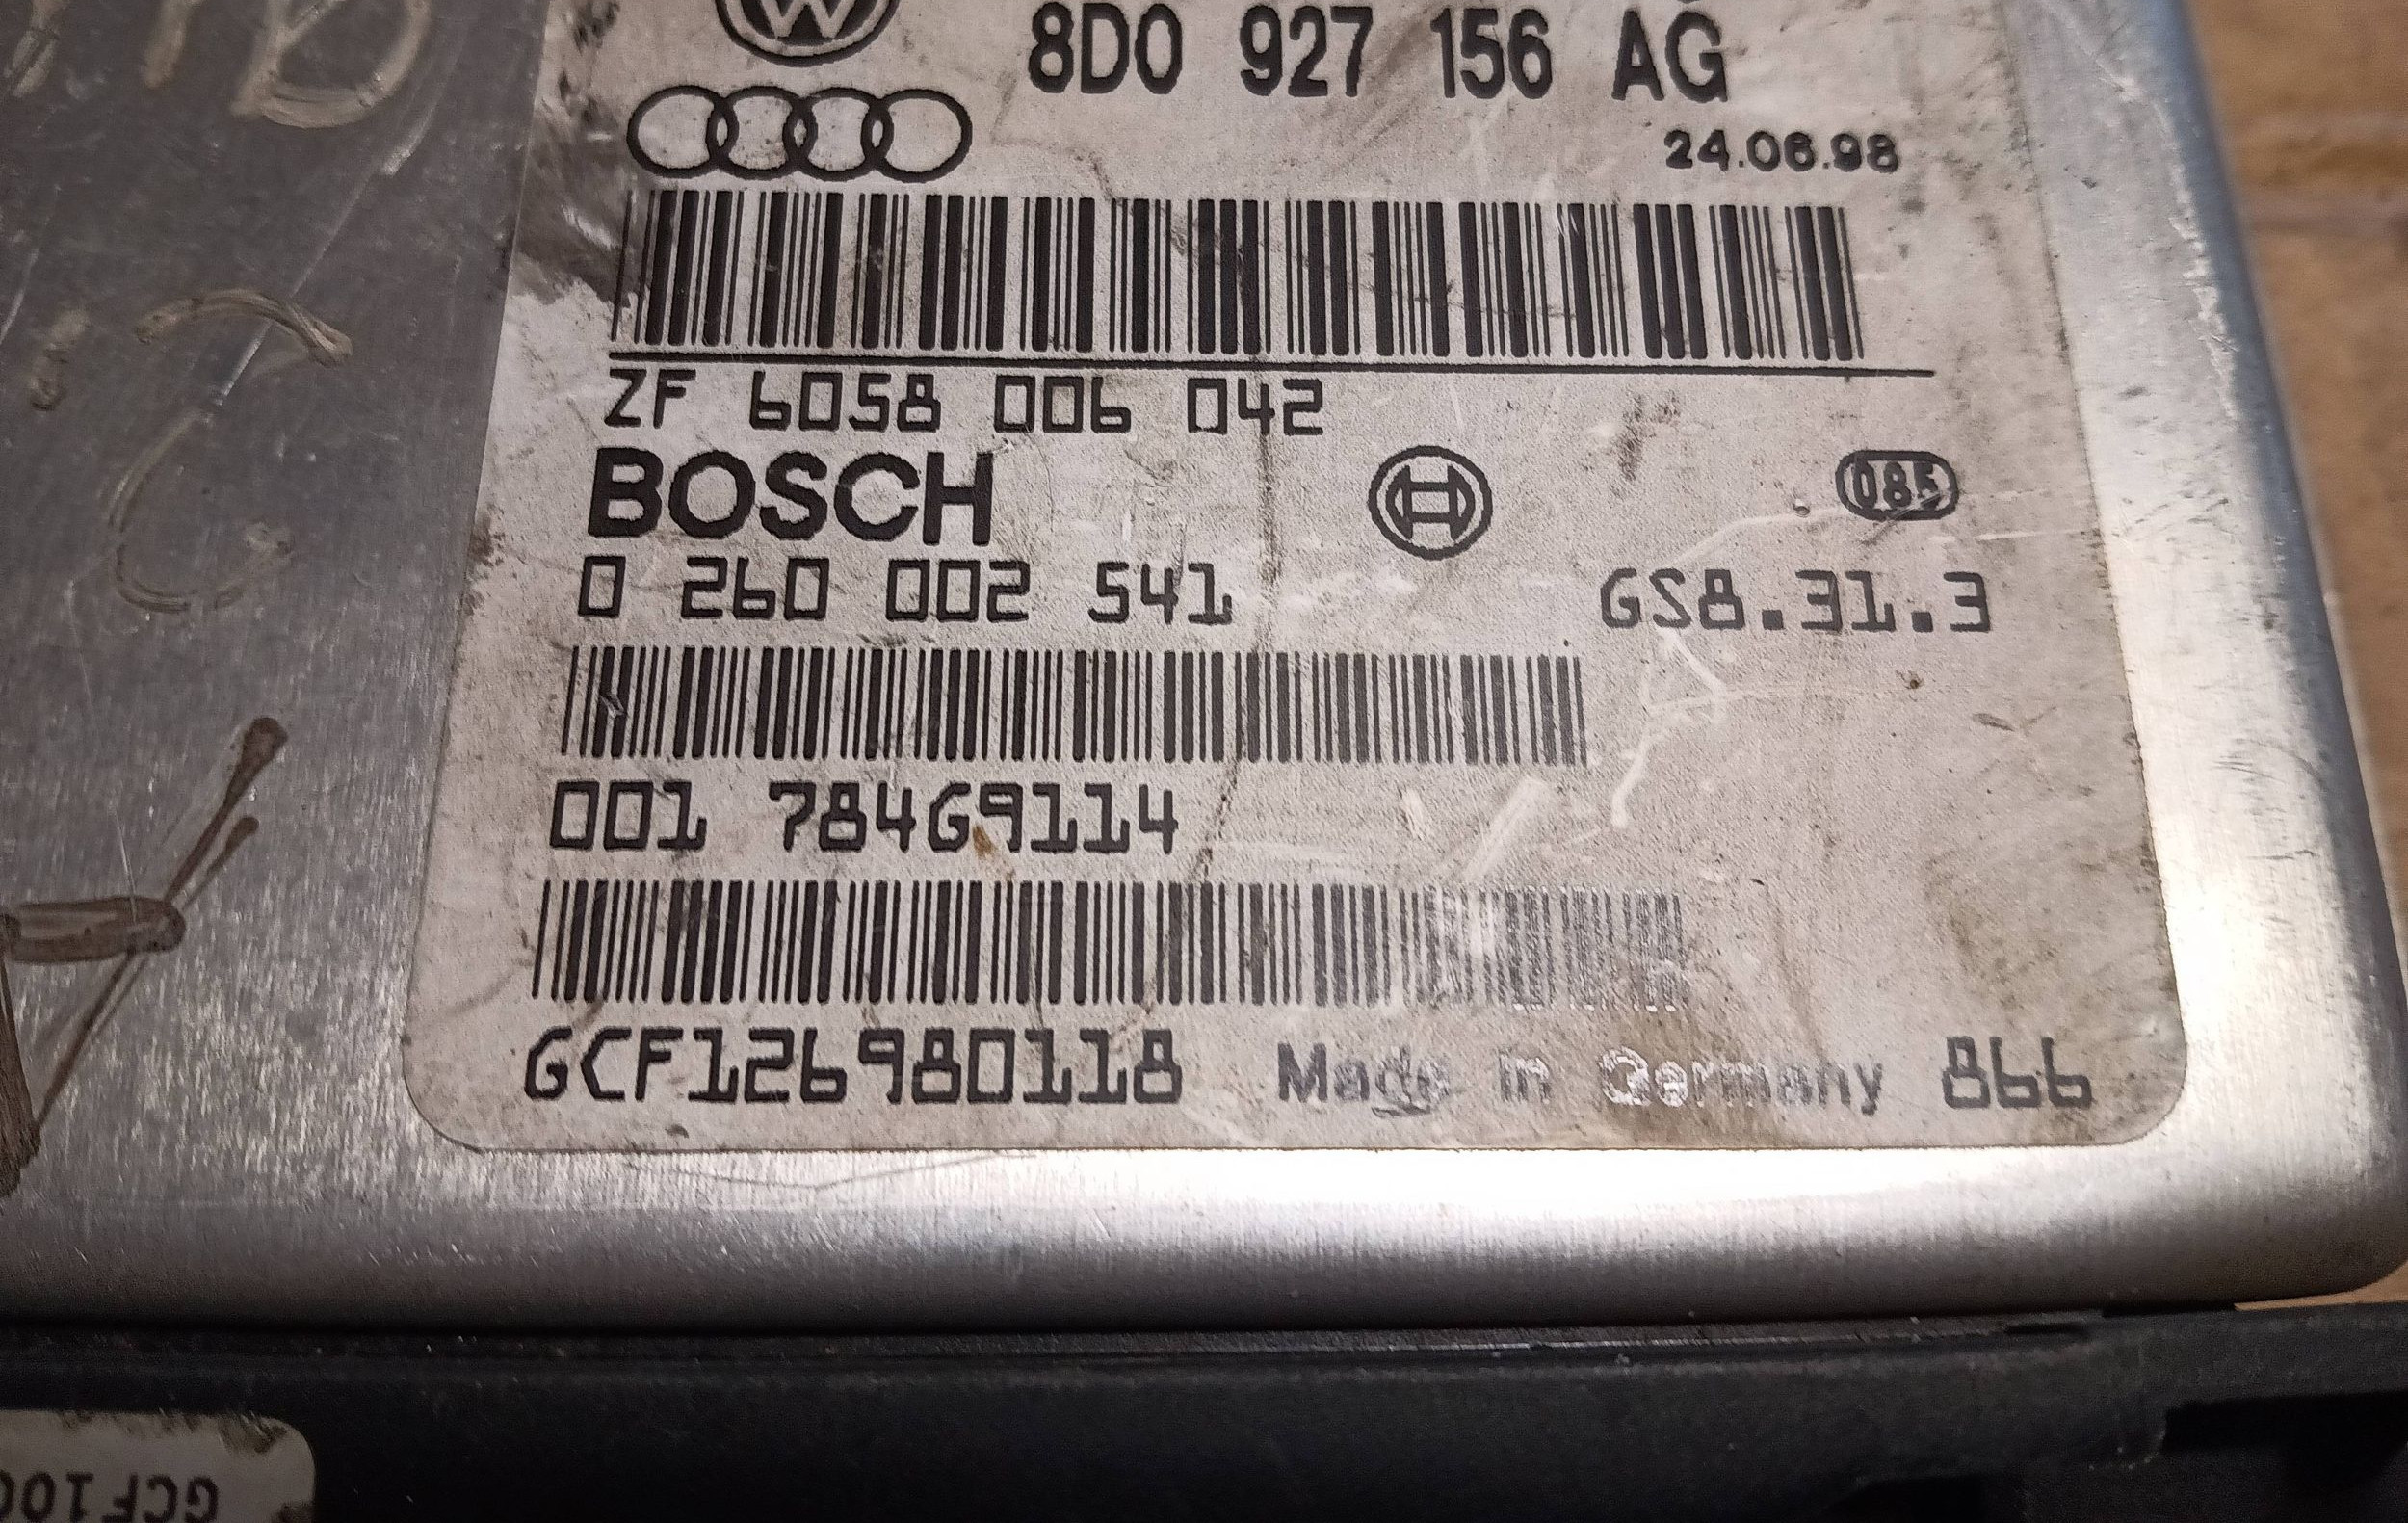 8D0 927 156 AG
24.06.98
ZF 6058 006 042
BOSCH
085
0 260 002 541 GS8.31.3
001 784G9114
GCF126980118 Made in Germany 866